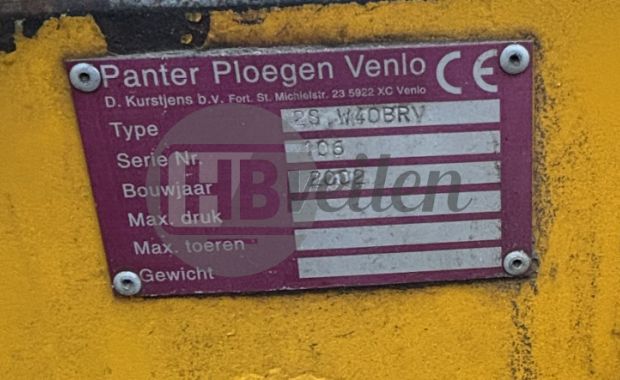 Panter Ploegen Venlo CE
D. Kurstjens b.v. Fort. St. Michielstr. 23 5922 XC Venlo
Type 2S W40BRV
Serie Nr. 106
Bouwjaar 2002
Max. druk
Max. toeren
Gewicht
HBveilen